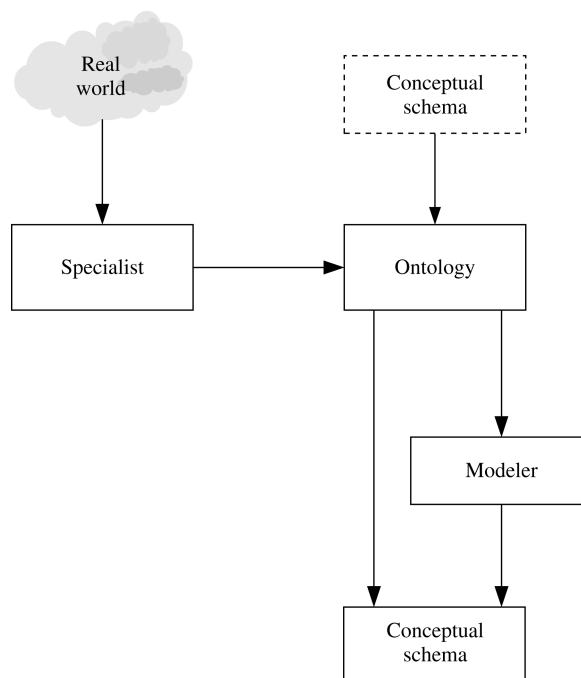 Real
world
Conceptual
schema
Specialist
Ontology
Modeler
Conceptual
schema